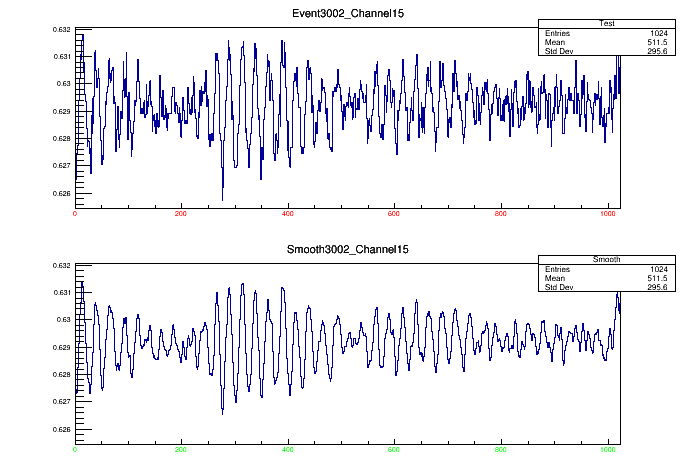 Event3002_Channel15
Test
Entries 1024
Mean 511.5
Std Dev 295.6
0.632
0.631
0.63
0.629
0.628
0.627
0.626
0 200 400 600 800 1000
Smooth3002_Channel15
Smooth
Entries 1024
Mean 511.5
Std Dev 295.6
0.632
0.631
0.63
0.629
0.628
0.627
0.626
0 200 400 600 800 1000